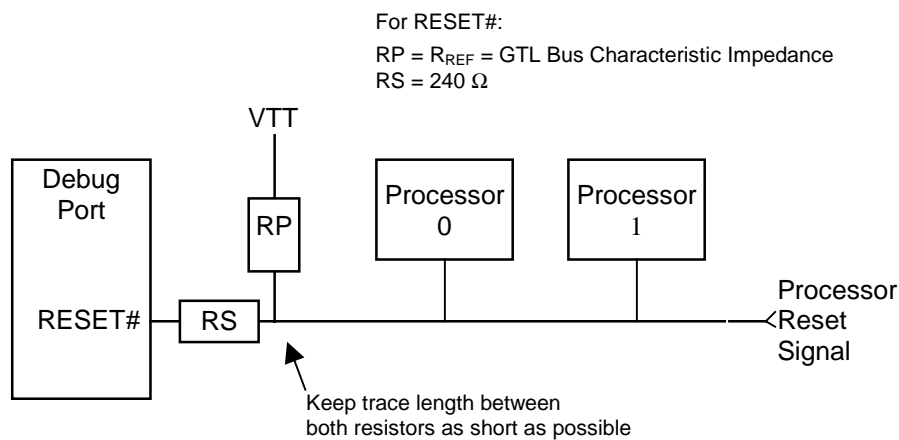 For RESET#:
RP = RREF = GTL Bus Characteristic Impedance
RS = 240 Ω
VTT
Debug
Port
RP
Processor
0
Processor
1
RESET#
RS
Processor
Reset
Signal
Keep trace length between
both resistors as short as possible